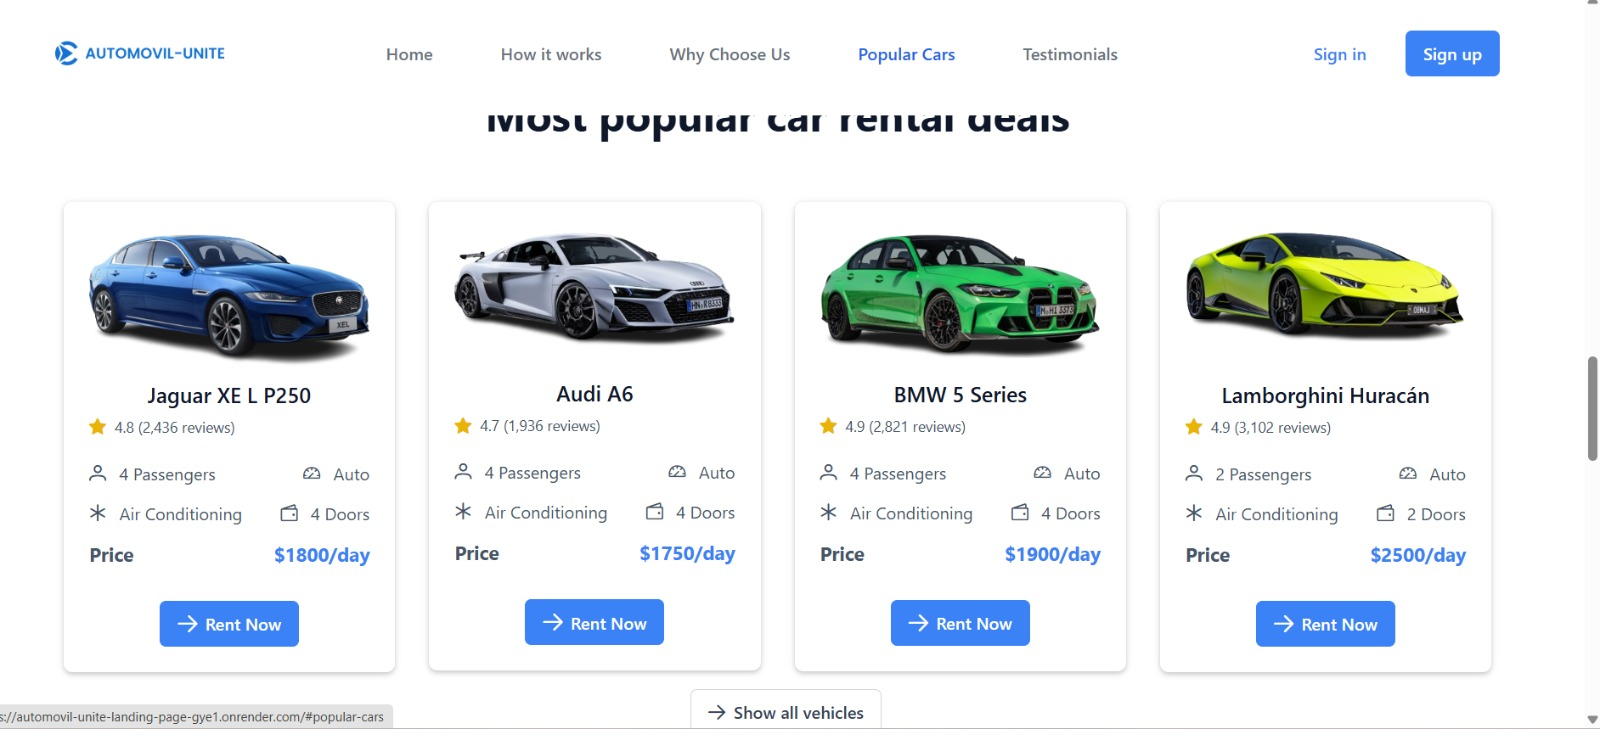 AUTOMOVIL-UNITE
Home
How it works
Why Choose Us
Popular Cars
Testimonials
Sign in
Sign up
Most popular car rental deals
XEL
Jaguar XE L P250
4.8 (2,436 reviews)
4 Passengers
Auto
Air Conditioning
4 Doors
Price
$1800/day
Rent Now
HN·R8333
Audi A6
4.7 (1,936 reviews)
4 Passengers
Auto
Air Conditioning
4 Doors
Price
$1750/day
Rent Now
BMW 5 Series
4.9 (2,821 reviews)
4 Passengers
Auto
Air Conditioning
4 Doors
Price
$1900/day
Rent Now
Lamborghini Huracán
4.9 (3,102 reviews)
2 Passengers
Auto
Air Conditioning
2 Doors
Price
$2500/day
Rent Now
Show all vehicles
s://automovil-unite-landing-page-gye1.onrender.com/#popular-cars